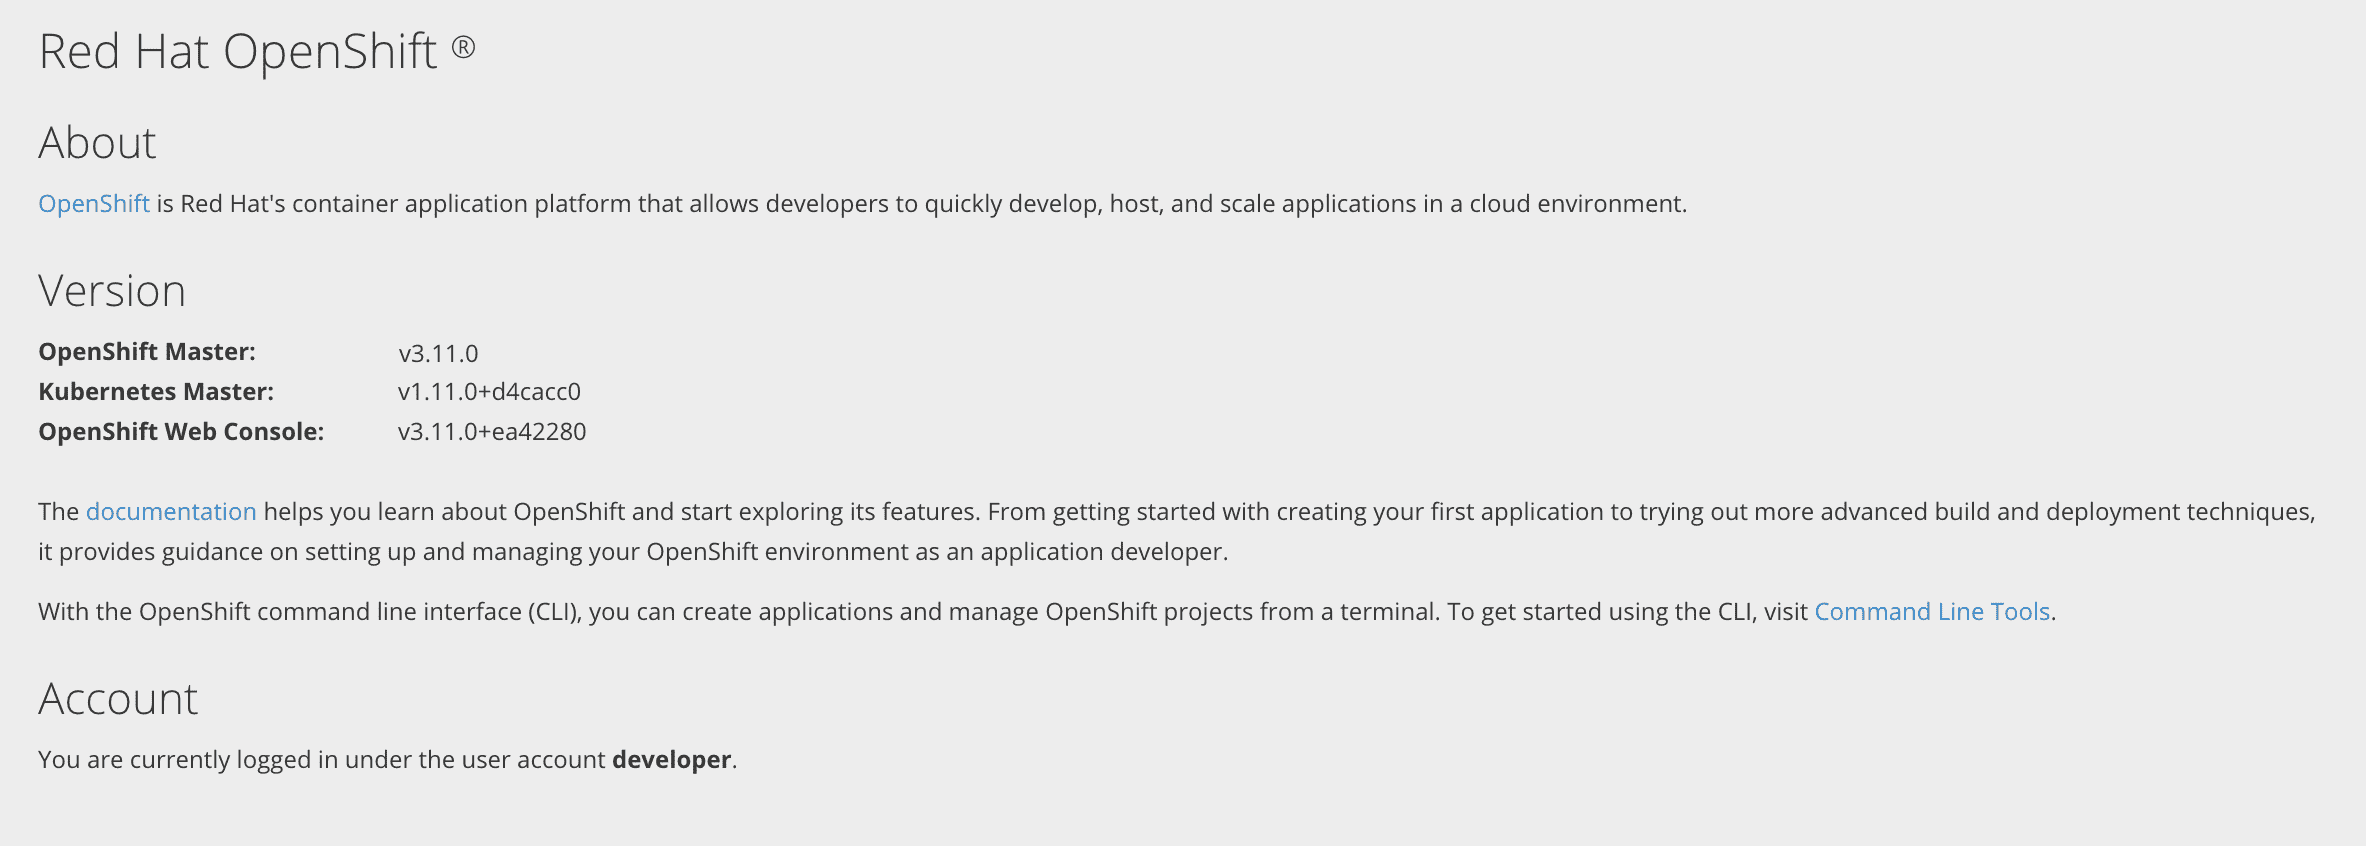 Red Hat OpenShift ®
About
OpenShift is Red Hat's container application platform that allows developers to quickly develop, host, and scale applications in a cloud environment.
Version
OpenShift Master: v3.11.0
Kubernetes Master: v1.11.0+d4cacc0
OpenShift Web Console: v3.11.0+ea42280
The documentation helps you learn about OpenShift and start exploring its features. From getting started with creating your first application to trying out more advanced build and deployment techniques,
it provides guidance on setting up and managing your OpenShift environment as an application developer.
With the OpenShift command line interface (CLI), you can create applications and manage OpenShift projects from a terminal. To get started using the CLI, visit Command Line Tools.
Account
You are currently logged in under the user account developer.